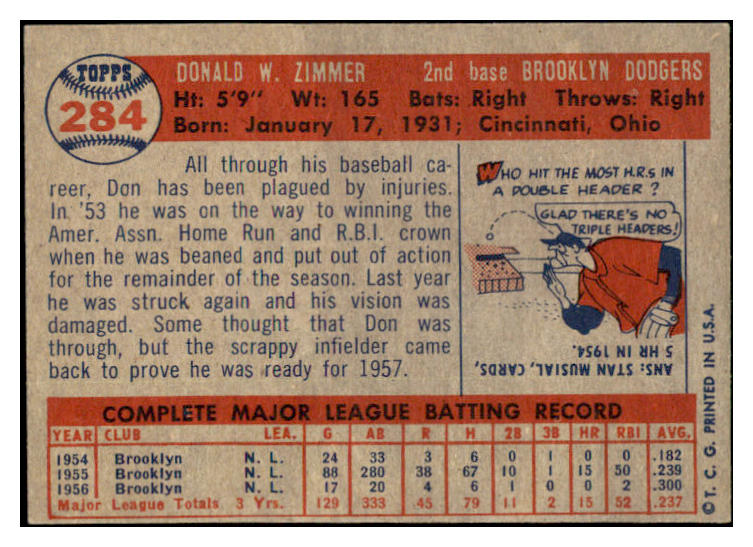 TOPPS
284
DONALD W. ZIMMER 2nd base BROOKLYN DODGERS
Ht: 5'9" Wt: 165 Bats: Right Throws: Right
Born: January 17, 1931; Cincinnati, Ohio
All through his baseball ca-
reer, Don has been plagued by injuries.
In '53 he was on the way to winning the
Amer. Assn. Home Run and R.B.I. crown
when he was beaned and put out of action
for the remainder of the season. Last year
he was struck again and his vision was
damaged. Some thought that Don was
through, but the scrappy infielder came
back to prove he was ready for 1957.
WHO HIT THE MOST H.R.S IN
A DOUBLE HEADER ?
GLAD THERE'S NO
TRIPLE HEADERS!
ANS: STAN MUSIAL, CARDS,
5 HR IN 1954.
COMPLETE MAJOR LEAGUE BATTING RECORD
YEAR CLUB LEA. G AB R H 2B 3B HR RBI AVG.
1954 Brooklyn N. L. 24 33 3 6 0 1 0 0 .182
1955 Brooklyn N. L. 88 280 38 67 10 1 15 50 .239
1956 Brooklyn N. L. 17 20 4 6 1 0 0 2 .300
Major League Totals 3 Yrs. 129 333 45 79 11 2 15 52 .237
© T. C. G. PRINTED IN U.S.A.